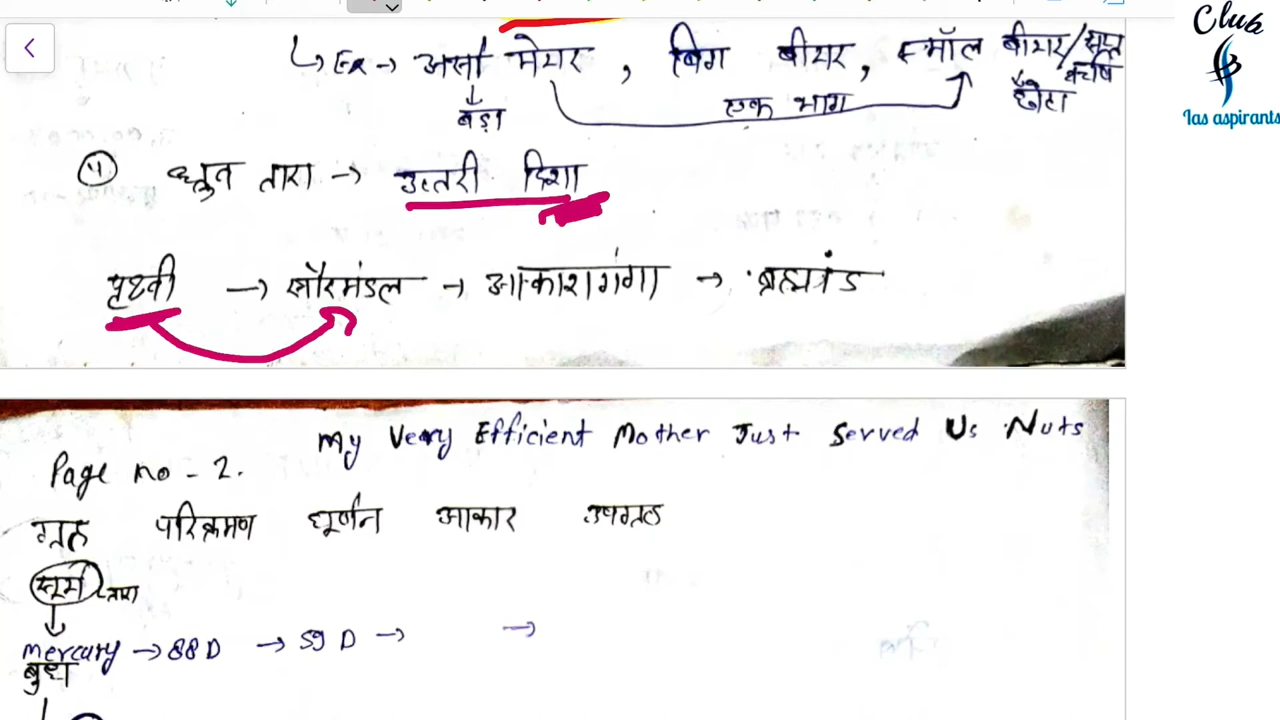 Club
Ias aspirants
↳ Ex → अर्सा मेयर , बिग बीयर, स्मॉल बीयर/सप्त ऋषि
↓ बड़ा एक भाग छोटा
(4) ध्रुव तारा → उत्तरी दिशा
पृथ्वी → सौरमंडल → आकाशगंगा → ब्रह्मांड
My Very Efficient Mother Just Served Us Nuts
Page no - 2.
ग्रह परिक्रमण घूर्णन आकार उपग्रह
सूर्य - तारा
↓
mercury → 88 D → 59 D → →
बुध